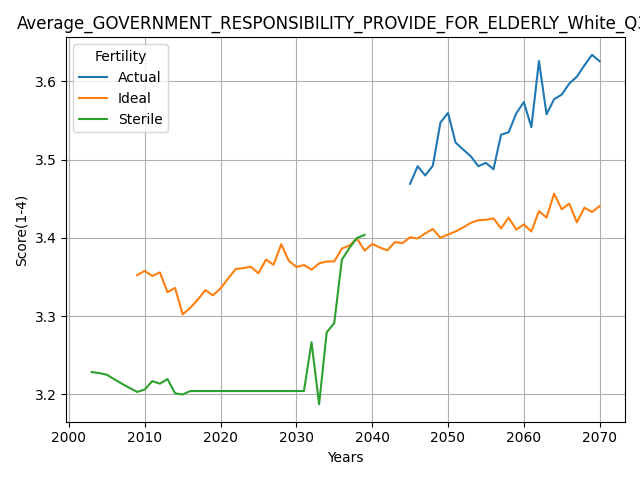 Average_GOVERNMENT_RESPONSIBILITY_PROVIDE_FOR_ELDERLY_White_Q3
Fertility
Actual
Ideal
Sterile
Score(1-4)
3.6
3.5
3.4
3.3
3.2
2000 2010 2020 2030 2040 2050 2060 2070
Years